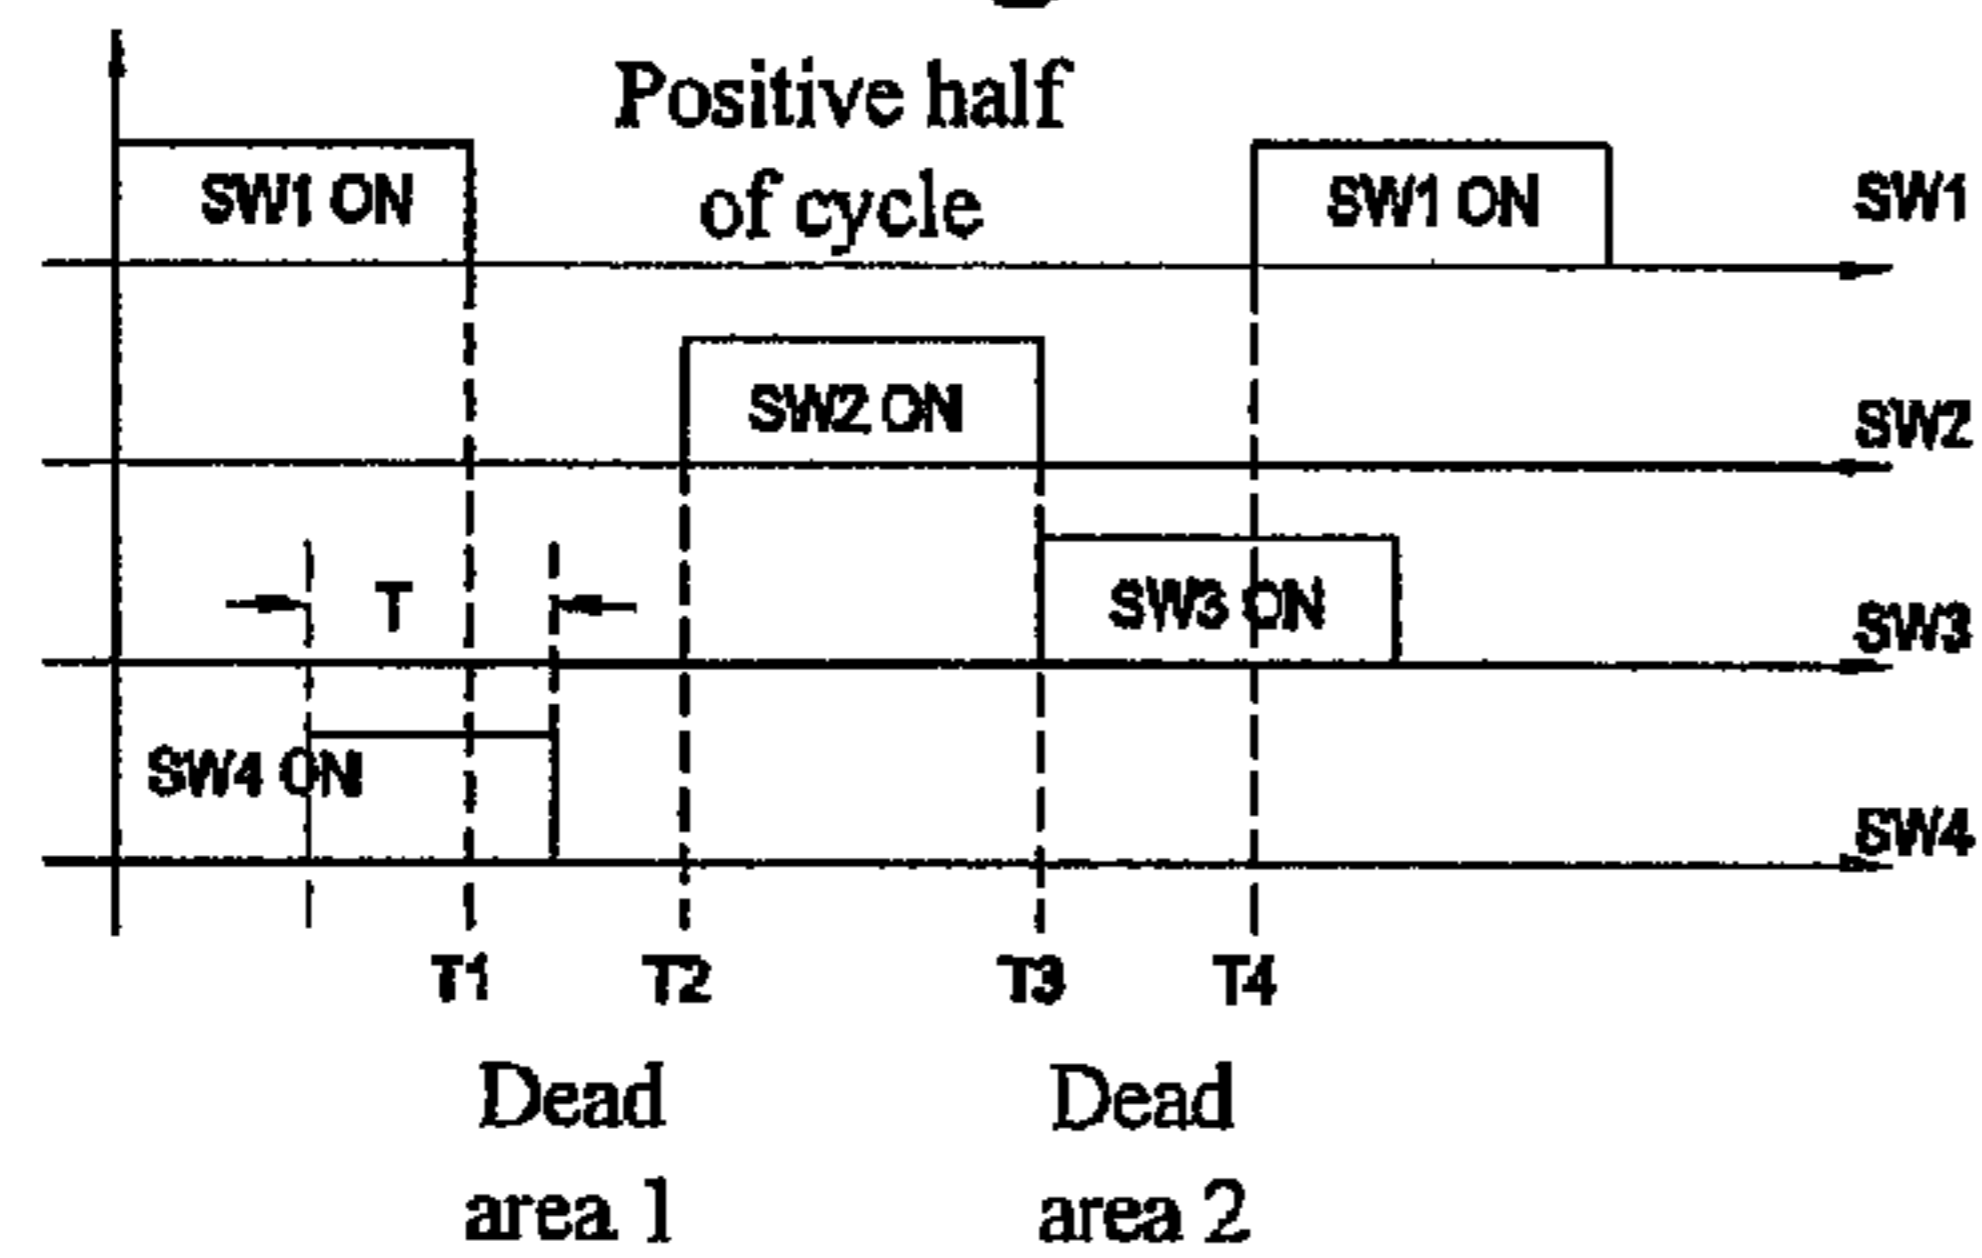 Positive half
of cycle
SW1 ON
SW1 ON
SW1
SW2 ON
SW2
T
SW3 ON
SW3
SW4 ON
SW4
T1
T2
T3
T4
Dead
area 1
Dead
area 2